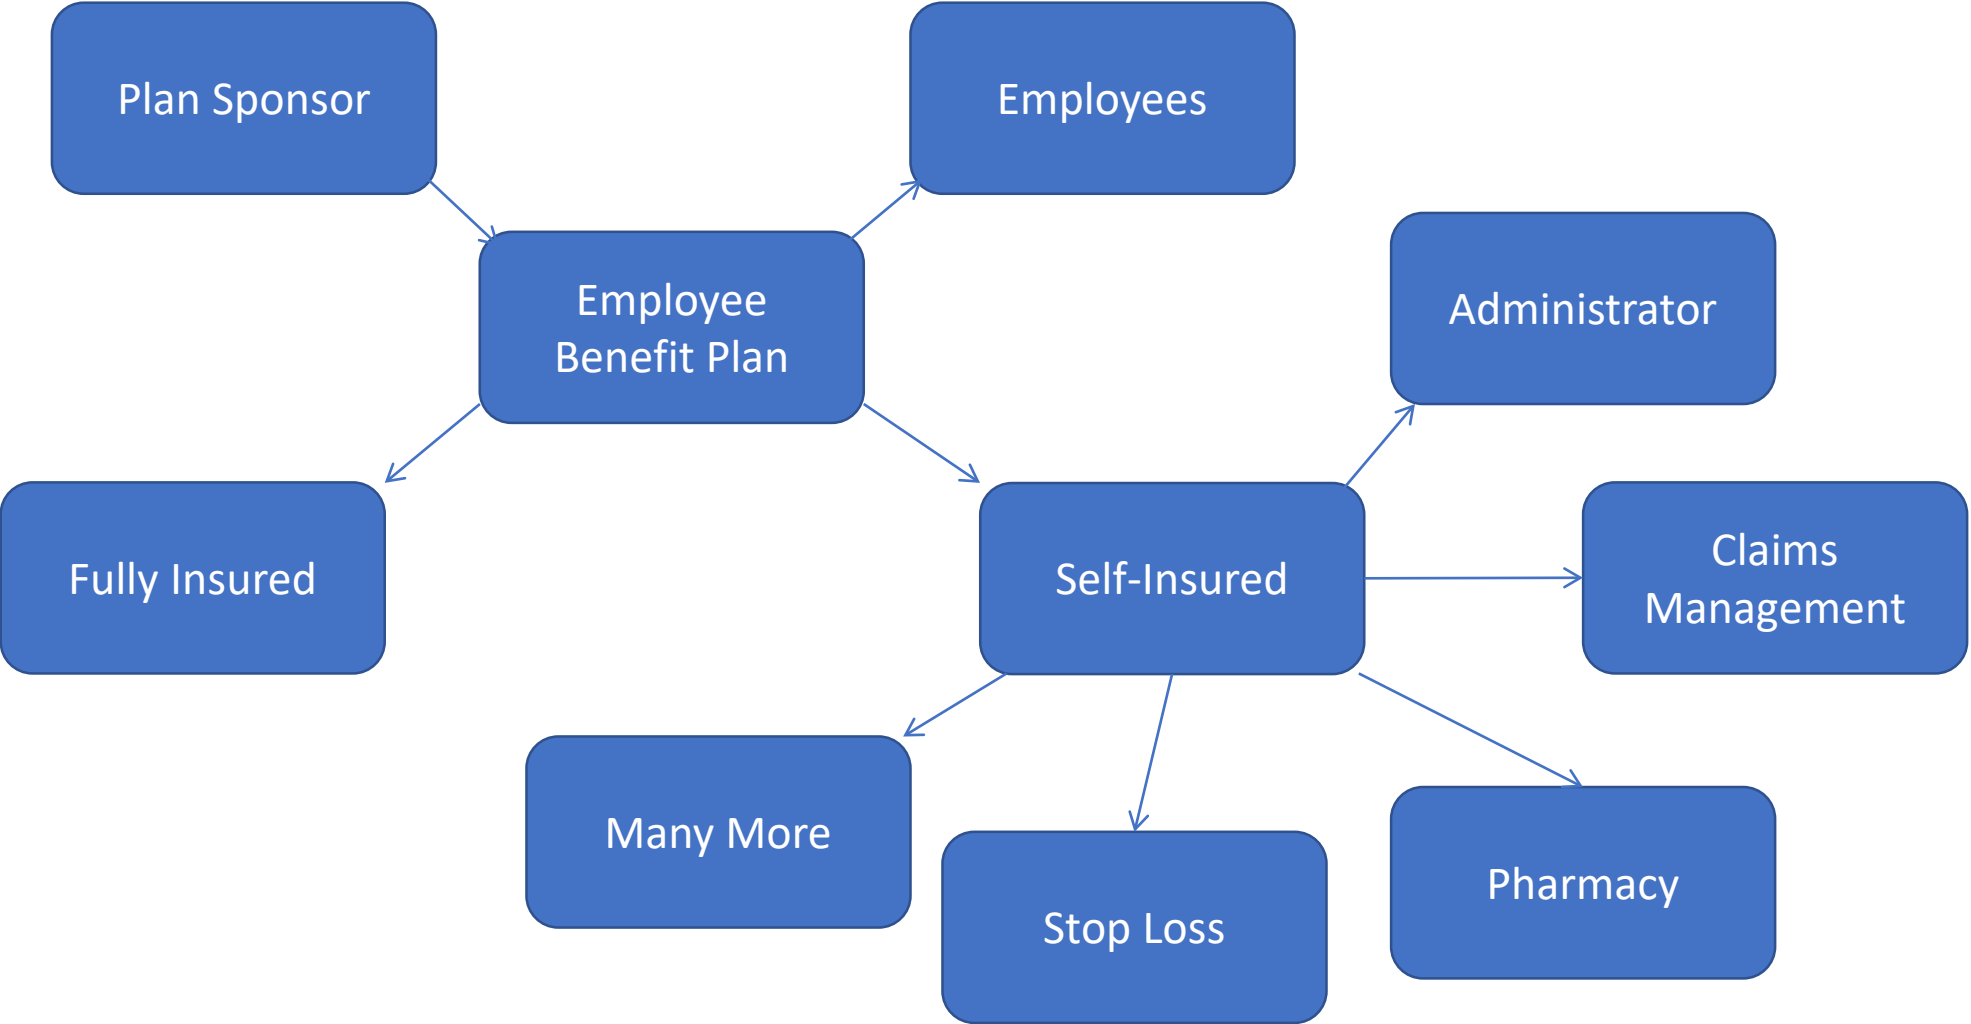 Plan Sponsor
Employees
Employee
Benefit Plan
Administrator
Fully Insured
Self-Insured
Claims
Management
Many More
Stop Loss
Pharmacy